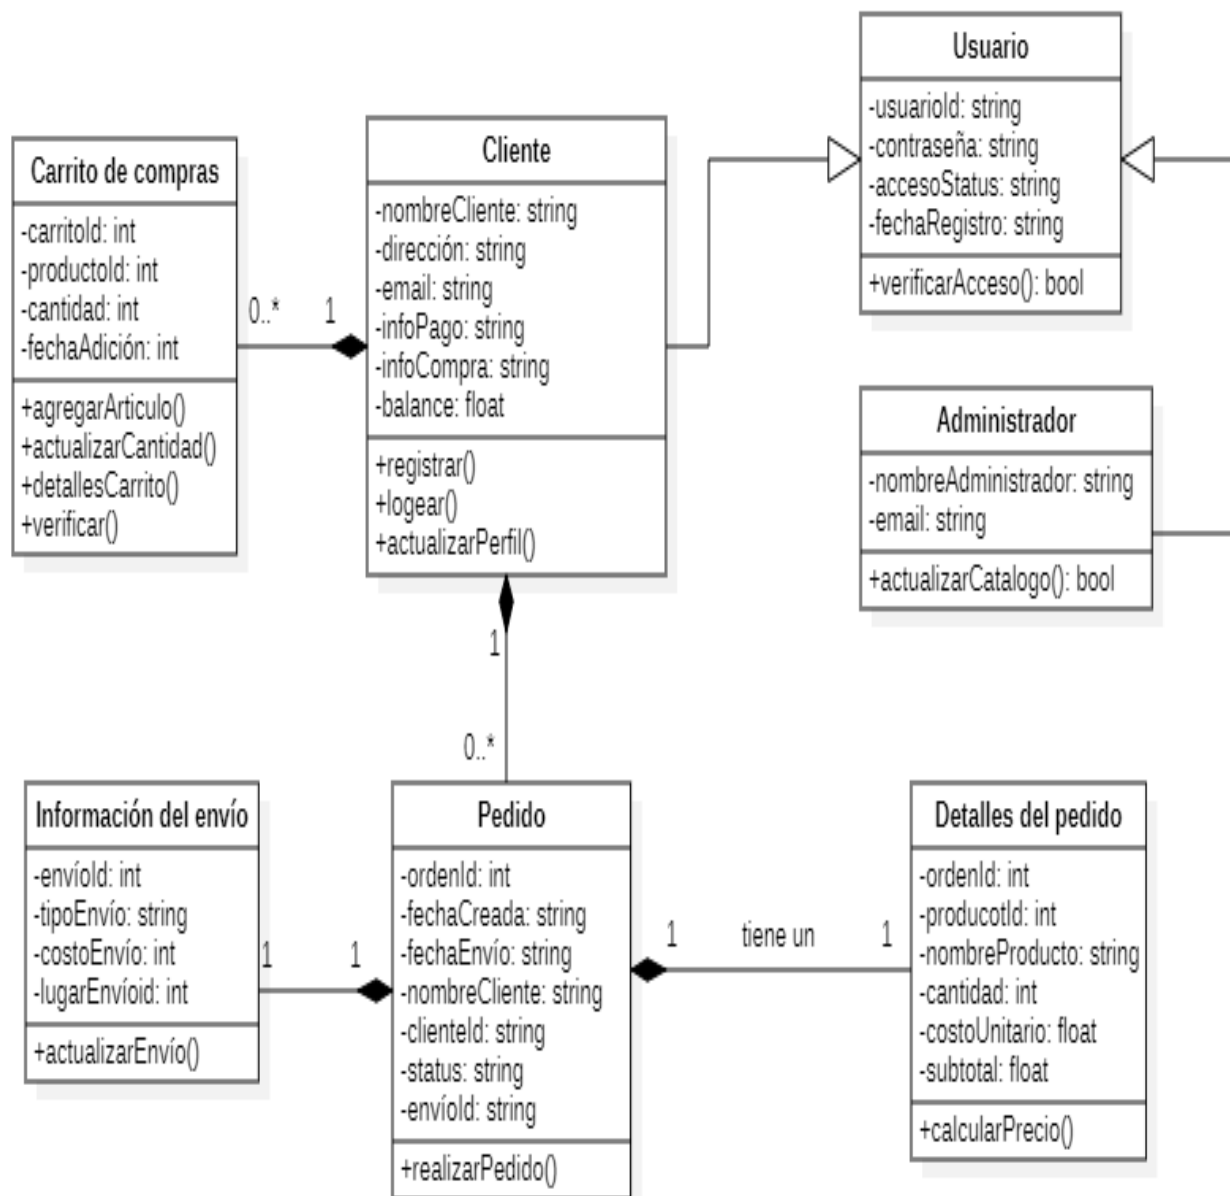 Usuario
-usuarioId: string
-contraseña: string
-accesoStatus: string
-fechaRegistro: string
+verificarAcceso(): bool
Cliente
-nombreCliente: string
-dirección: string
-email: string
-infoPago: string
-infoCompra: string
-balance: float
+registrar()
+logear()
+actualizarPerfil()
Carrito de compras
-carritoId: int
-productoId: int
-cantidad: int
-fechaAdición: int
+agregarArticulo()
+actualizarCantidad()
+detallesCarrito()
+verificar()
0..*
1
Administrador
-nombreAdministrador: string
-email: string
+actualizarCatalogo(): bool
1
0..*
Información del envío
-envíoId: int
-tipoEnvío: string
-costoEnvío: int
-lugarEnvíoid: int
+actualizarEnvío()
1
1
Pedido
-ordenId: int
-fechaCreada: string
-fechaEnvío: string
-nombreCliente: string
-clienteId: string
-status: string
-envíoId: string
+realizarPedido()
1
tiene un
1
Detalles del pedido
-ordenId: int
-producotId: int
-nombreProducto: string
-cantidad: int
-costoUnitario: float
-subtotal: float
+calcularPrecio()